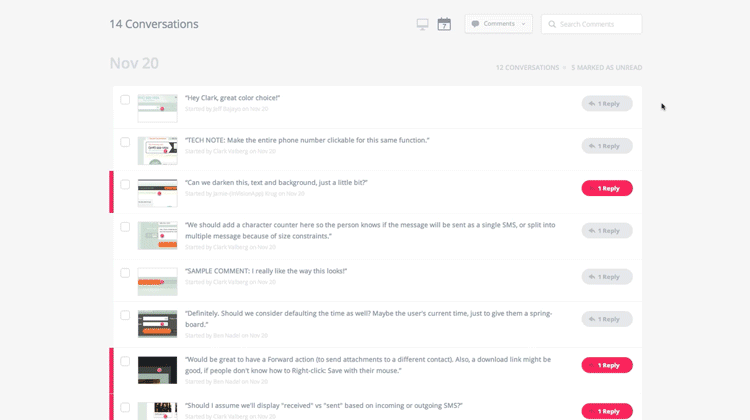 14 Conversations
7
Comments
Search Comments
Nov 20
12 CONVERSATIONS • 5 MARKED AS UNREAD
“Hey Clark, great color choice!”
Started by Jeff Depayo on Nov 20
1 Reply
“TECH NOTE: Make the entire phone number clickable for this same function.”
Started by Clark Valberg on Nov 20
1 Reply
“Can we darken this, text and background, just a little bit?”
on Nov 20
1 Reply
“We should add a character counter here so the person knows if the message will be sent as a single SMS, or split into
multiple message because of size constraints.”
Started by Clark Valberg on Nov 20
1 Reply
“SAMPLE COMMENT: I really like the way this looks!”
Started by Clark Valberg on Nov 20
1 Reply
“Definitely. Should we consider defaulting the time as well? Maybe the user's current time, just to give them a spring-
board.”
Started by Ben Nadel on Nov 20
1 Reply
“Would be great to have a Forward action (to send attachments to a different contact). Also, a download link might be
good, if people don't know how to Right-click: Save with their mouse.”
Started by Ben Nadel on Nov 20
1 Reply
“Should I assume we'll display "received" vs "sent" based on incoming or outgoing SMS?”
Started by Clark Valberg on Nov 20
1 Reply